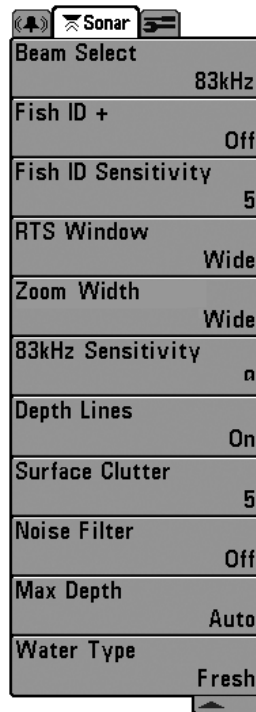 Sonar
Beam Select
83kHz
Fish ID +
Off
Fish ID Sensitivity
5
RTS Window
Wide
Zoom Width
Wide
83kHz Sensitivity
Depth Lines
On
Surface Clutter
5
Noise Filter
Off
Max Depth
Auto
Water Type
Fresh